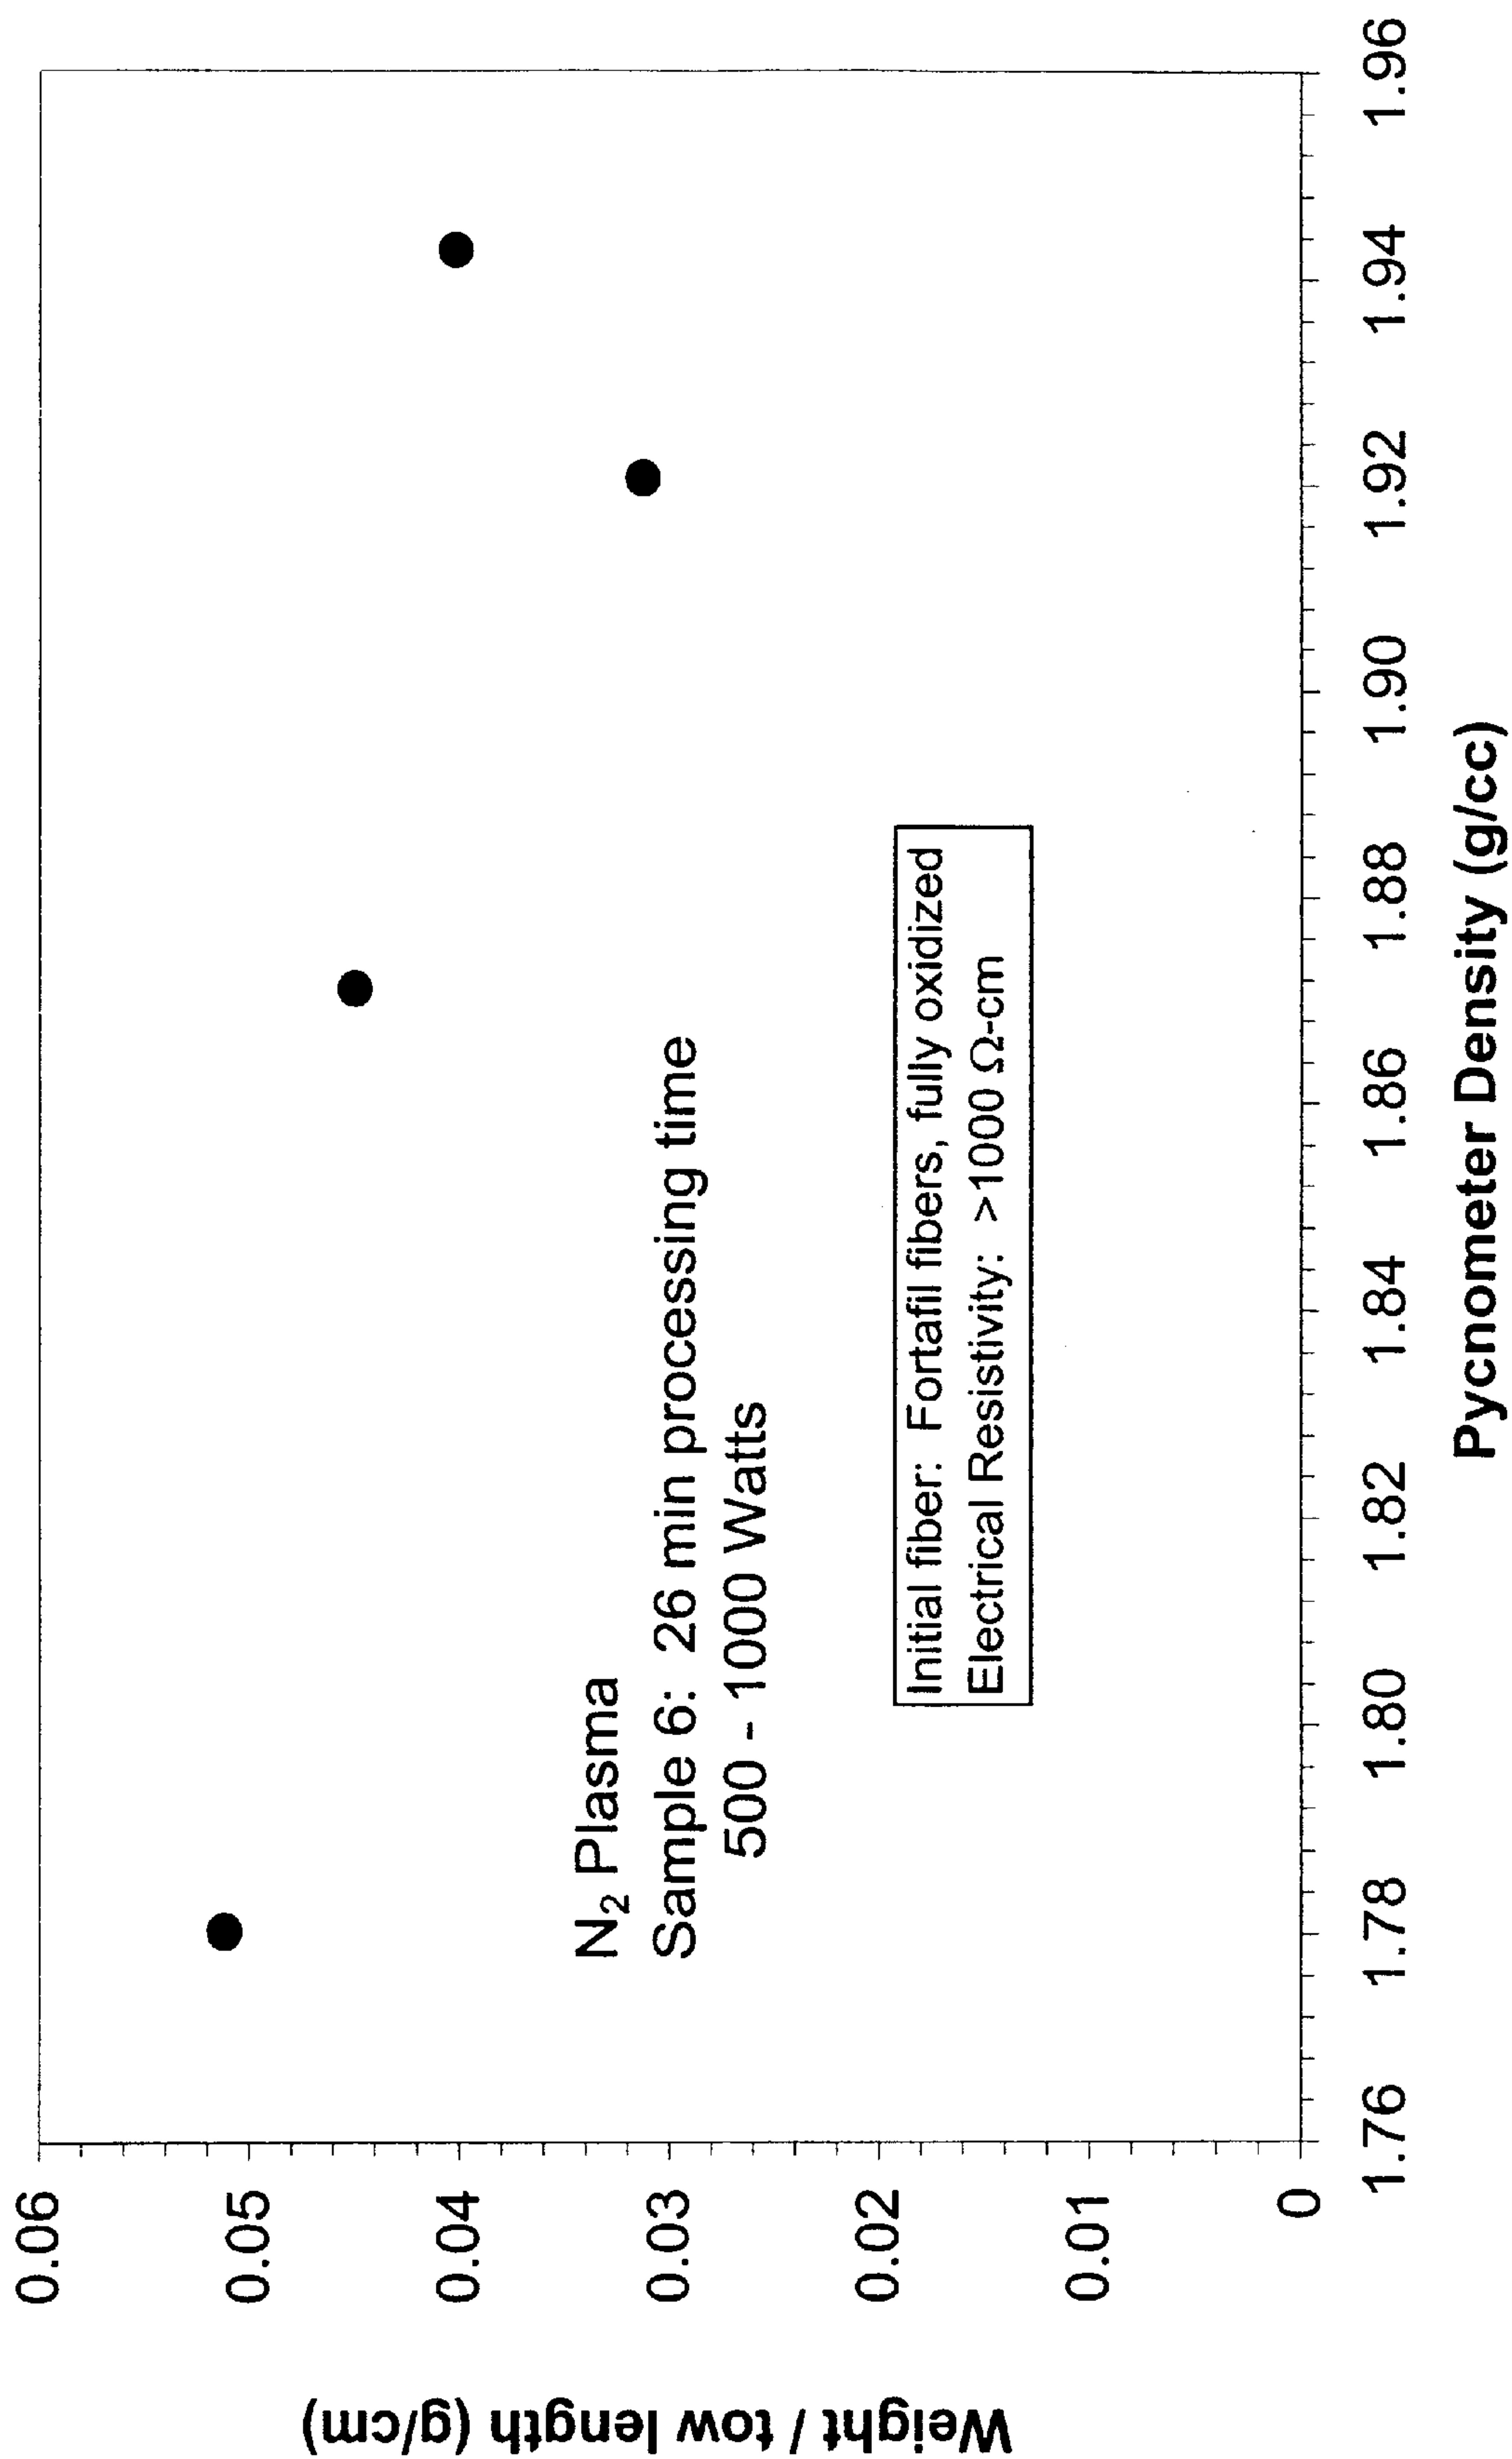 0.06
0.05
0.04
0.03
0.02
0.01
0
Weight / tow length (g/cm)
N₂ Plasma
Sample 6: 26 min processing time
500 - 1000 Watts
Initial fiber: Fortafil fibers, fully oxidized
Electrical Resistivity: >1000 Ω-cm
1.76 1.78 1.80 1.82 1.84 1.86 1.88 1.90 1.92 1.94 1.96
Pycnometer Density (g/cc)